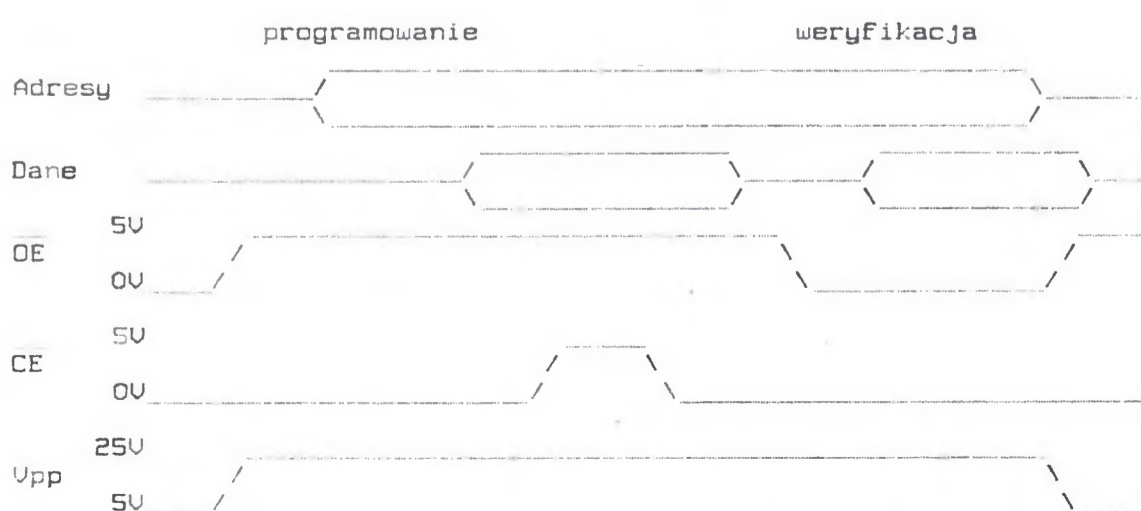 programowanie weryfikacja
Adresy
Dane
5V
OE
0V
5V
CE
0V
25V
Vpp
5V